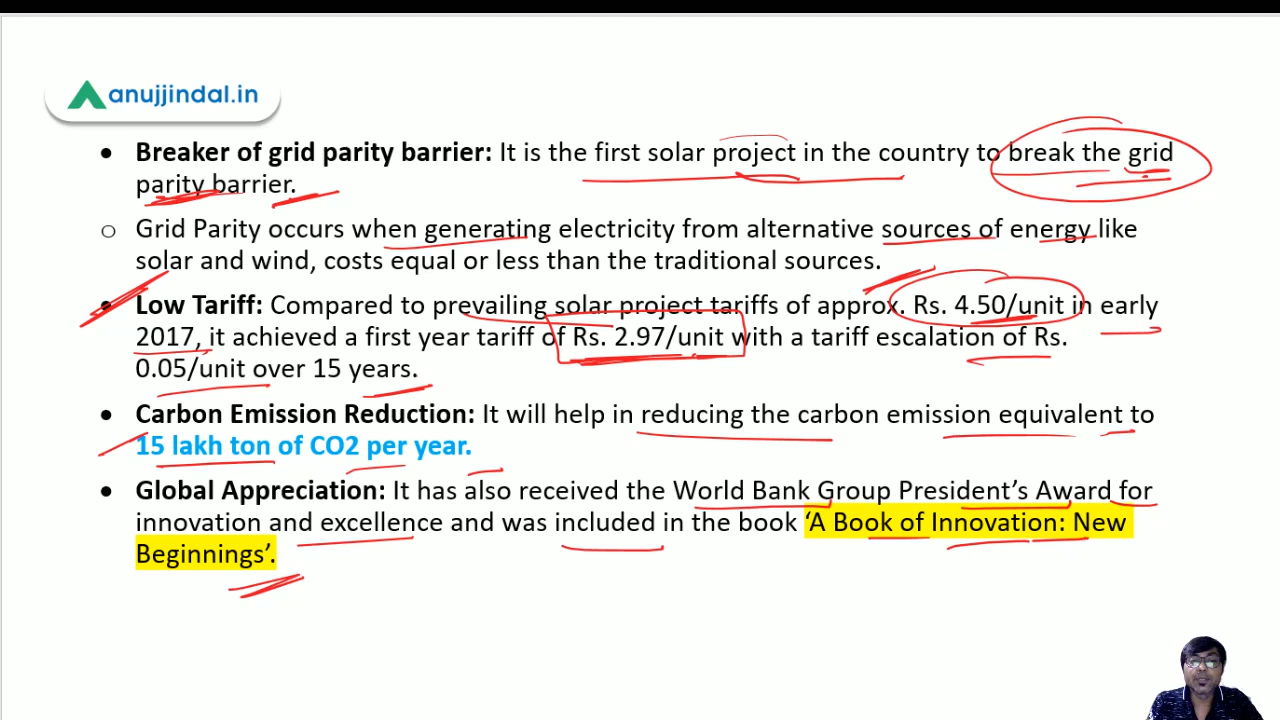 anujjindal.in
• Breaker of grid parity barrier: It is the first solar project in the country to break the grid
parity barrier.
o Grid Parity occurs when generating electricity from alternative sources of energy like
solar and wind, costs equal or less than the traditional sources.
• Low Tariff: Compared to prevailing solar project tariffs of approx. Rs. 4.50/unit in early
2017, it achieved a first year tariff of Rs. 2.97/unit with a tariff escalation of Rs.
0.05/unit over 15 years.
• Carbon Emission Reduction: It will help in reducing the carbon emission equivalent to
15 lakh ton of CO2 per year.
• Global Appreciation: It has also received the World Bank Group President’s Award for
innovation and excellence and was included in the book ‘A Book of Innovation: New
Beginnings’.